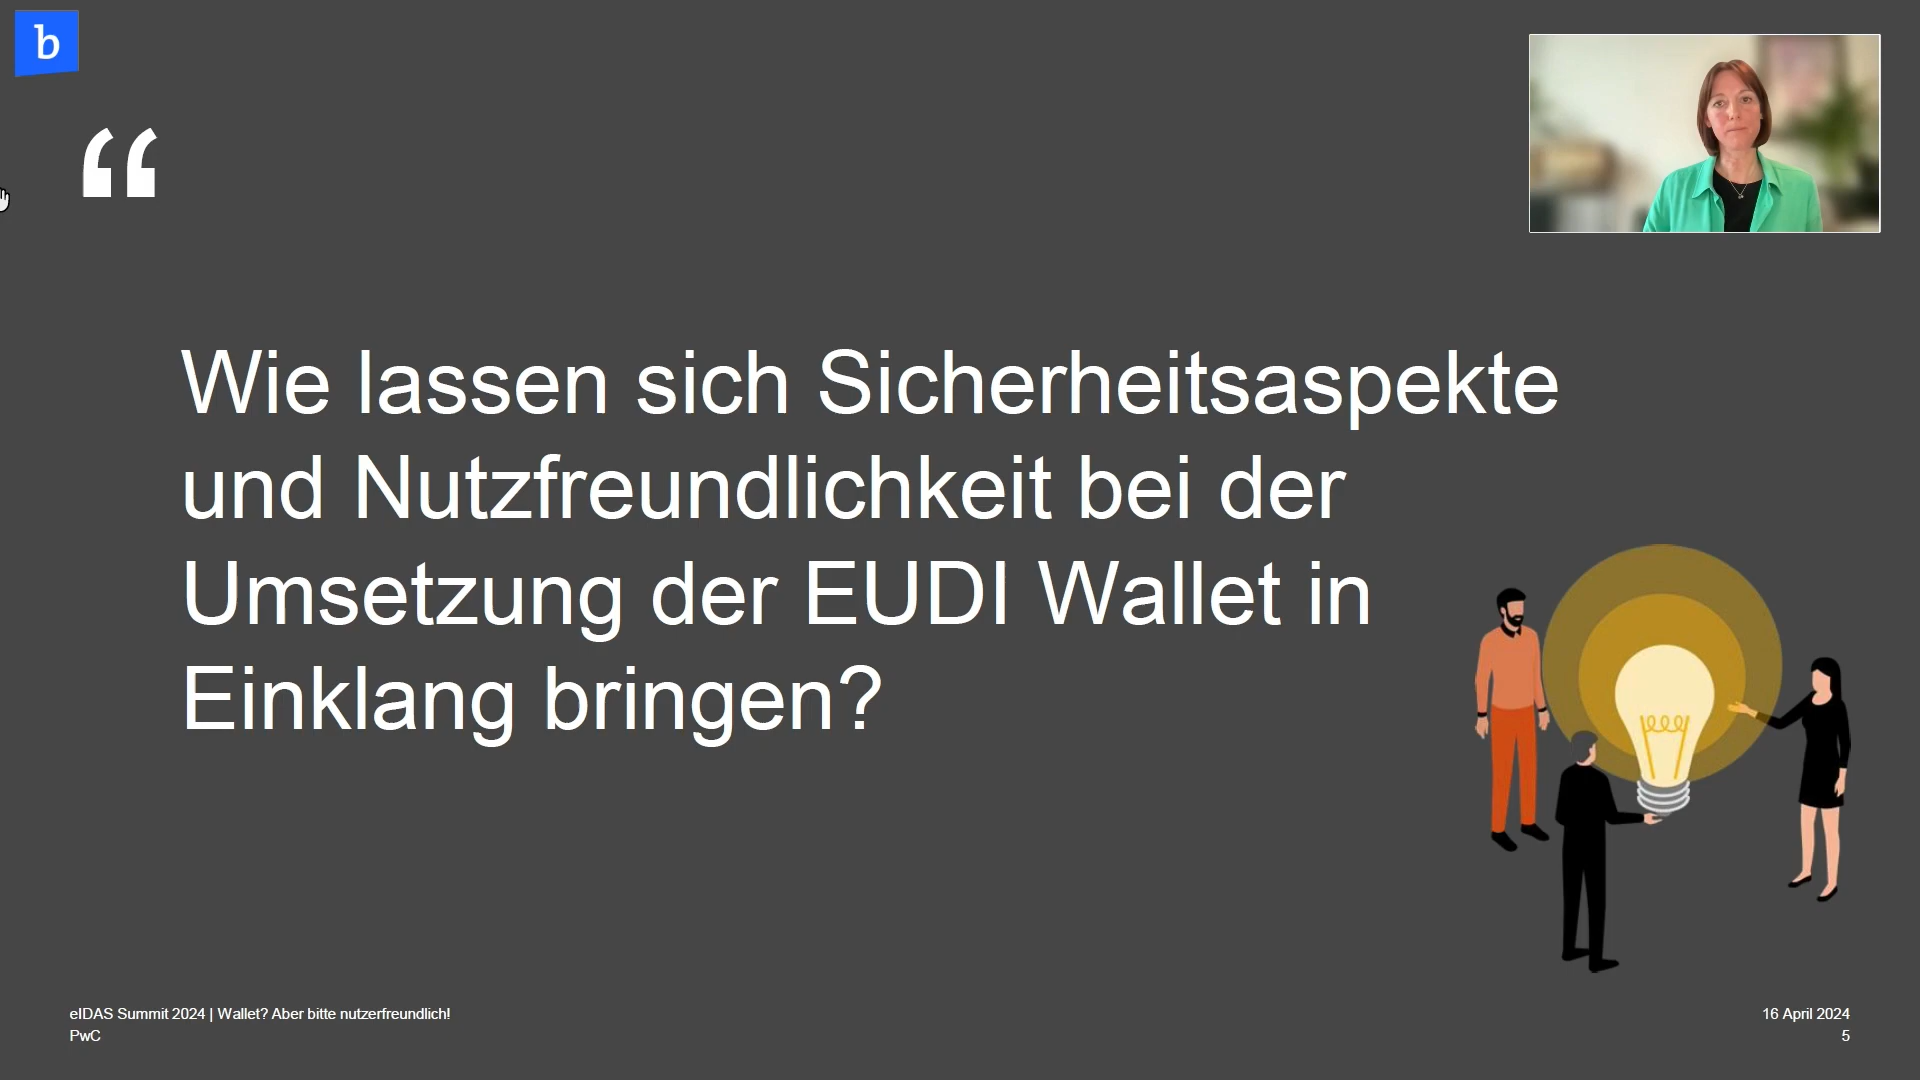 b
“
Wie lassen sich Sicherheitsaspekte
und Nutzfreundlichkeit bei der
Umsetzung der EUDI Wallet in
Einklang bringen?
eIDAS Summit 2024 | Wallet? Aber bitte nutzerfreundlich!
PwC
16 April 2024
5